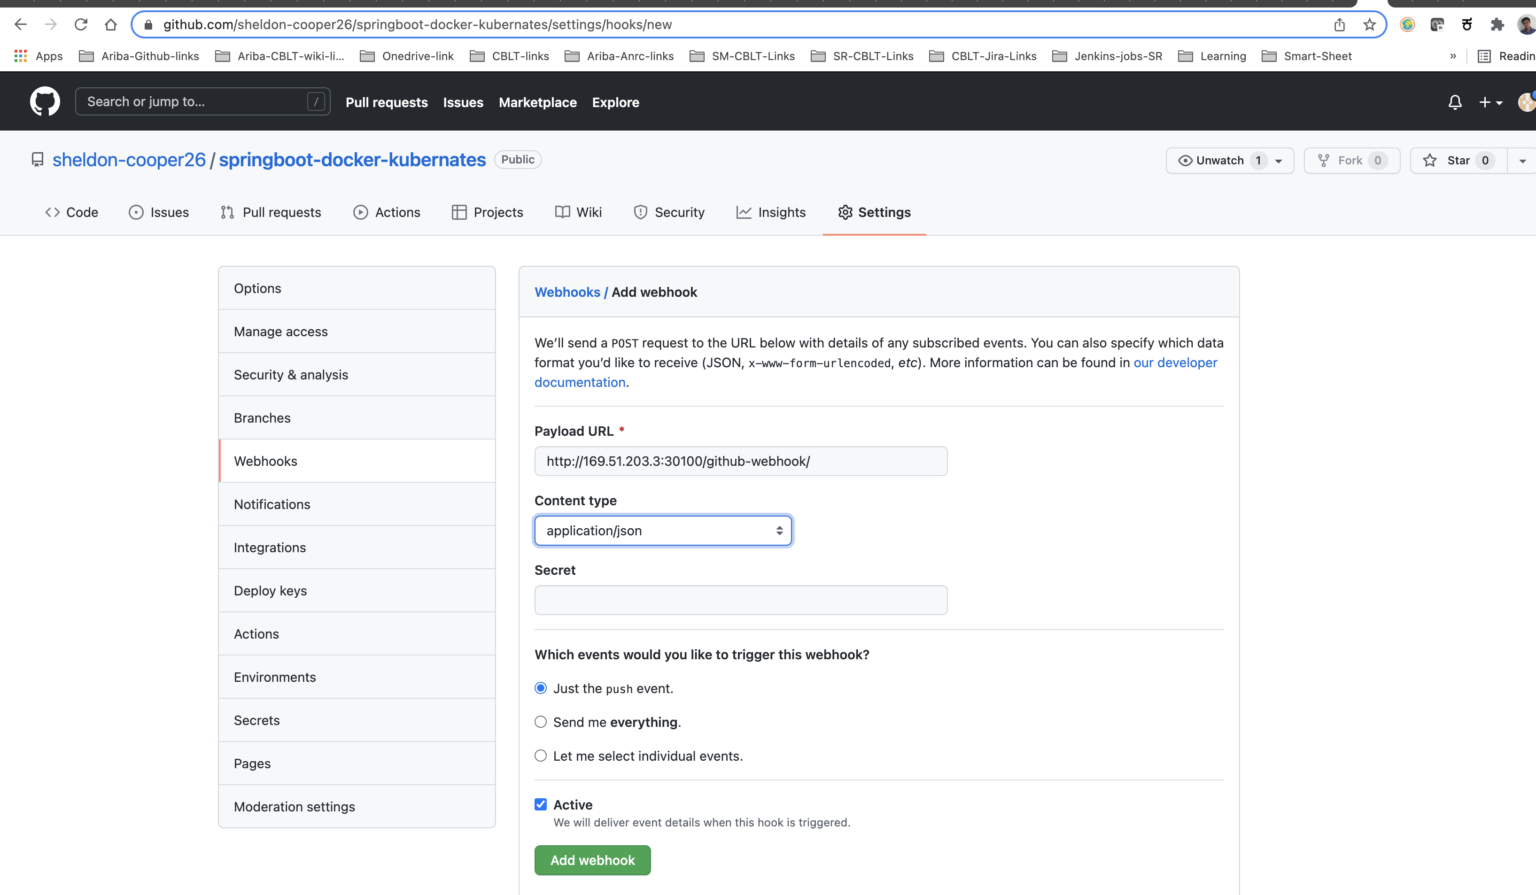 github.com/sheldon-cooper26/springboot-docker-kubernates/settings/hooks/new
Apps Ariba-Github-links Ariba-CBLT-wiki-li... Onedrive-link CBLT-links Ariba-Anrc-links SM-CBLT-Links SR-CBLT-Links CBLT-Jira-Links Jenkins-jobs-SR Learning Smart-Sheet » Readin
Search or jump to... / Pull requests Issues Marketplace Explore
sheldon-cooper26 / springboot-docker-kubernates Public Unwatch 1 Fork 0 Star 0
Code Issues Pull requests Actions Projects Wiki Security Insights Settings
Options
Manage access
Security & analysis
Branches
Webhooks
Notifications
Integrations
Deploy keys
Actions
Environments
Secrets
Pages
Moderation settings
Webhooks / Add webhook
We'll send a POST request to the URL below with details of any subscribed events. You can also specify which data
format you'd like to receive (JSON, x-www-form-urlencoded, etc). More information can be found in our developer
documentation.
Payload URL *
http://169.51.203.3:30100/github-webhook/
Content type
application/json
Secret
Which events would you like to trigger this webhook?
Just the push event.
Send me everything.
Let me select individual events.
Active
We will deliver event details when this hook is triggered.
Add webhook